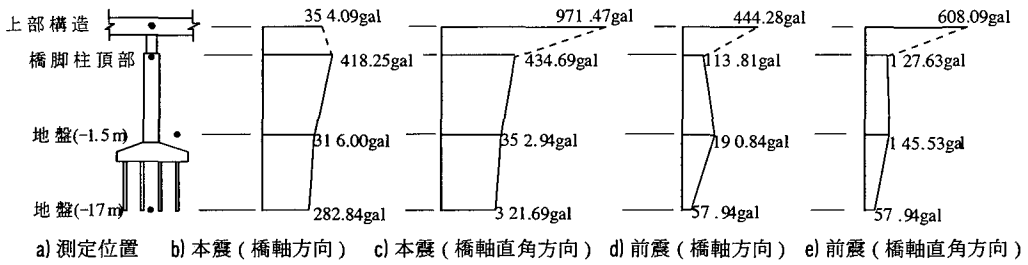 上部構造 354.09gal 971.47gal 444.28gal 608.09gal
橋脚柱頂部 418.25gal 434.69gal 113.81gal 127.63gal
地盤(-1.5m) 316.00gal 352.94gal 190.84gal 145.53gal
地盤(-17m) 282.84gal 321.69gal 57.94gal 57.94gal
a) 測定位置 b) 本震（橋軸方向） c) 本震（橋軸直角方向） d) 前震（橋軸方向） e) 前震（橋軸直角方向）